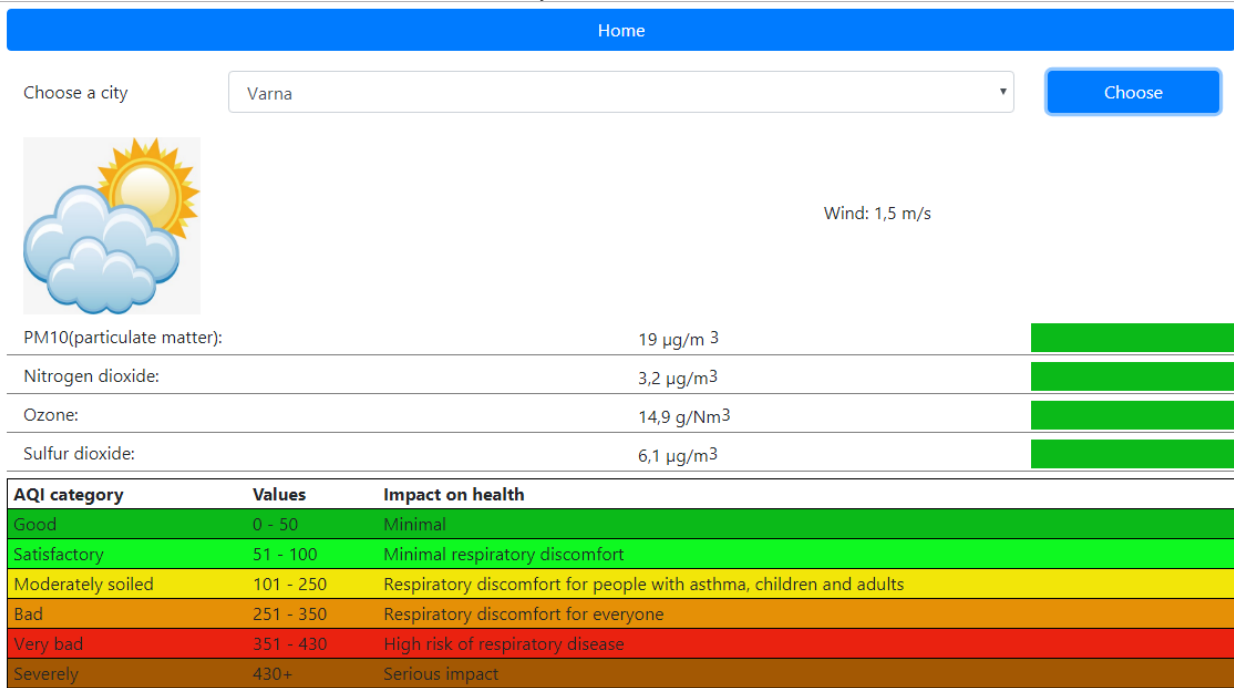 Home
Choose a city Varna Choose
Wind: 1,5 m/s
PM10(particulate matter): 19 μg/m 3
Nitrogen dioxide: 3,2 μg/m3
Ozone: 14,9 g/Nm3
Sulfur dioxide: 6,1 μg/m3
AQI category Values Impact on health
Good 0 - 50 Minimal
Satisfactory 51 - 100 Minimal respiratory discomfort
Moderately soiled 101 - 250 Respiratory discomfort for people with asthma, children and adults
Bad 251 - 350 Respiratory discomfort for everyone
Very bad 351 - 430 High risk of respiratory disease
Severely 430+ Serious impact